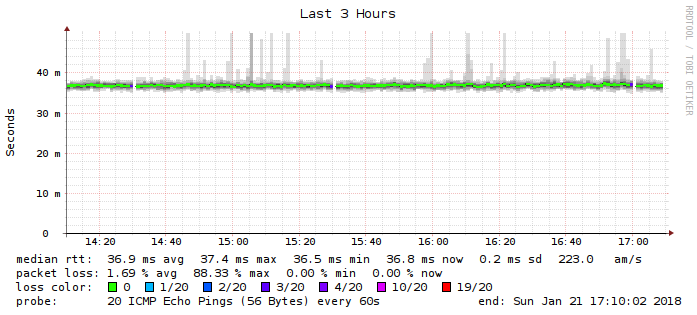 Last 3 Hours
RRDTOOL / TOBI OETIKER
Seconds
40 m
30 m
20 m
10 m
0
14:20 14:40 15:00 15:20 15:40 16:00 16:20 16:40 17:00
median rtt: 36.9 ms avg 37.4 ms max 36.5 ms min 36.8 ms now 0.2 ms sd 223.0 am/s
packet loss: 1.69 % avg 88.33 % max 0.00 % min 0.00 % now
loss color: 0 1/20 2/20 3/20 4/20 10/20 19/20
probe: 20 ICMP Echo Pings (56 Bytes) every 60s end: Sun Jan 21 17:10:02 2018